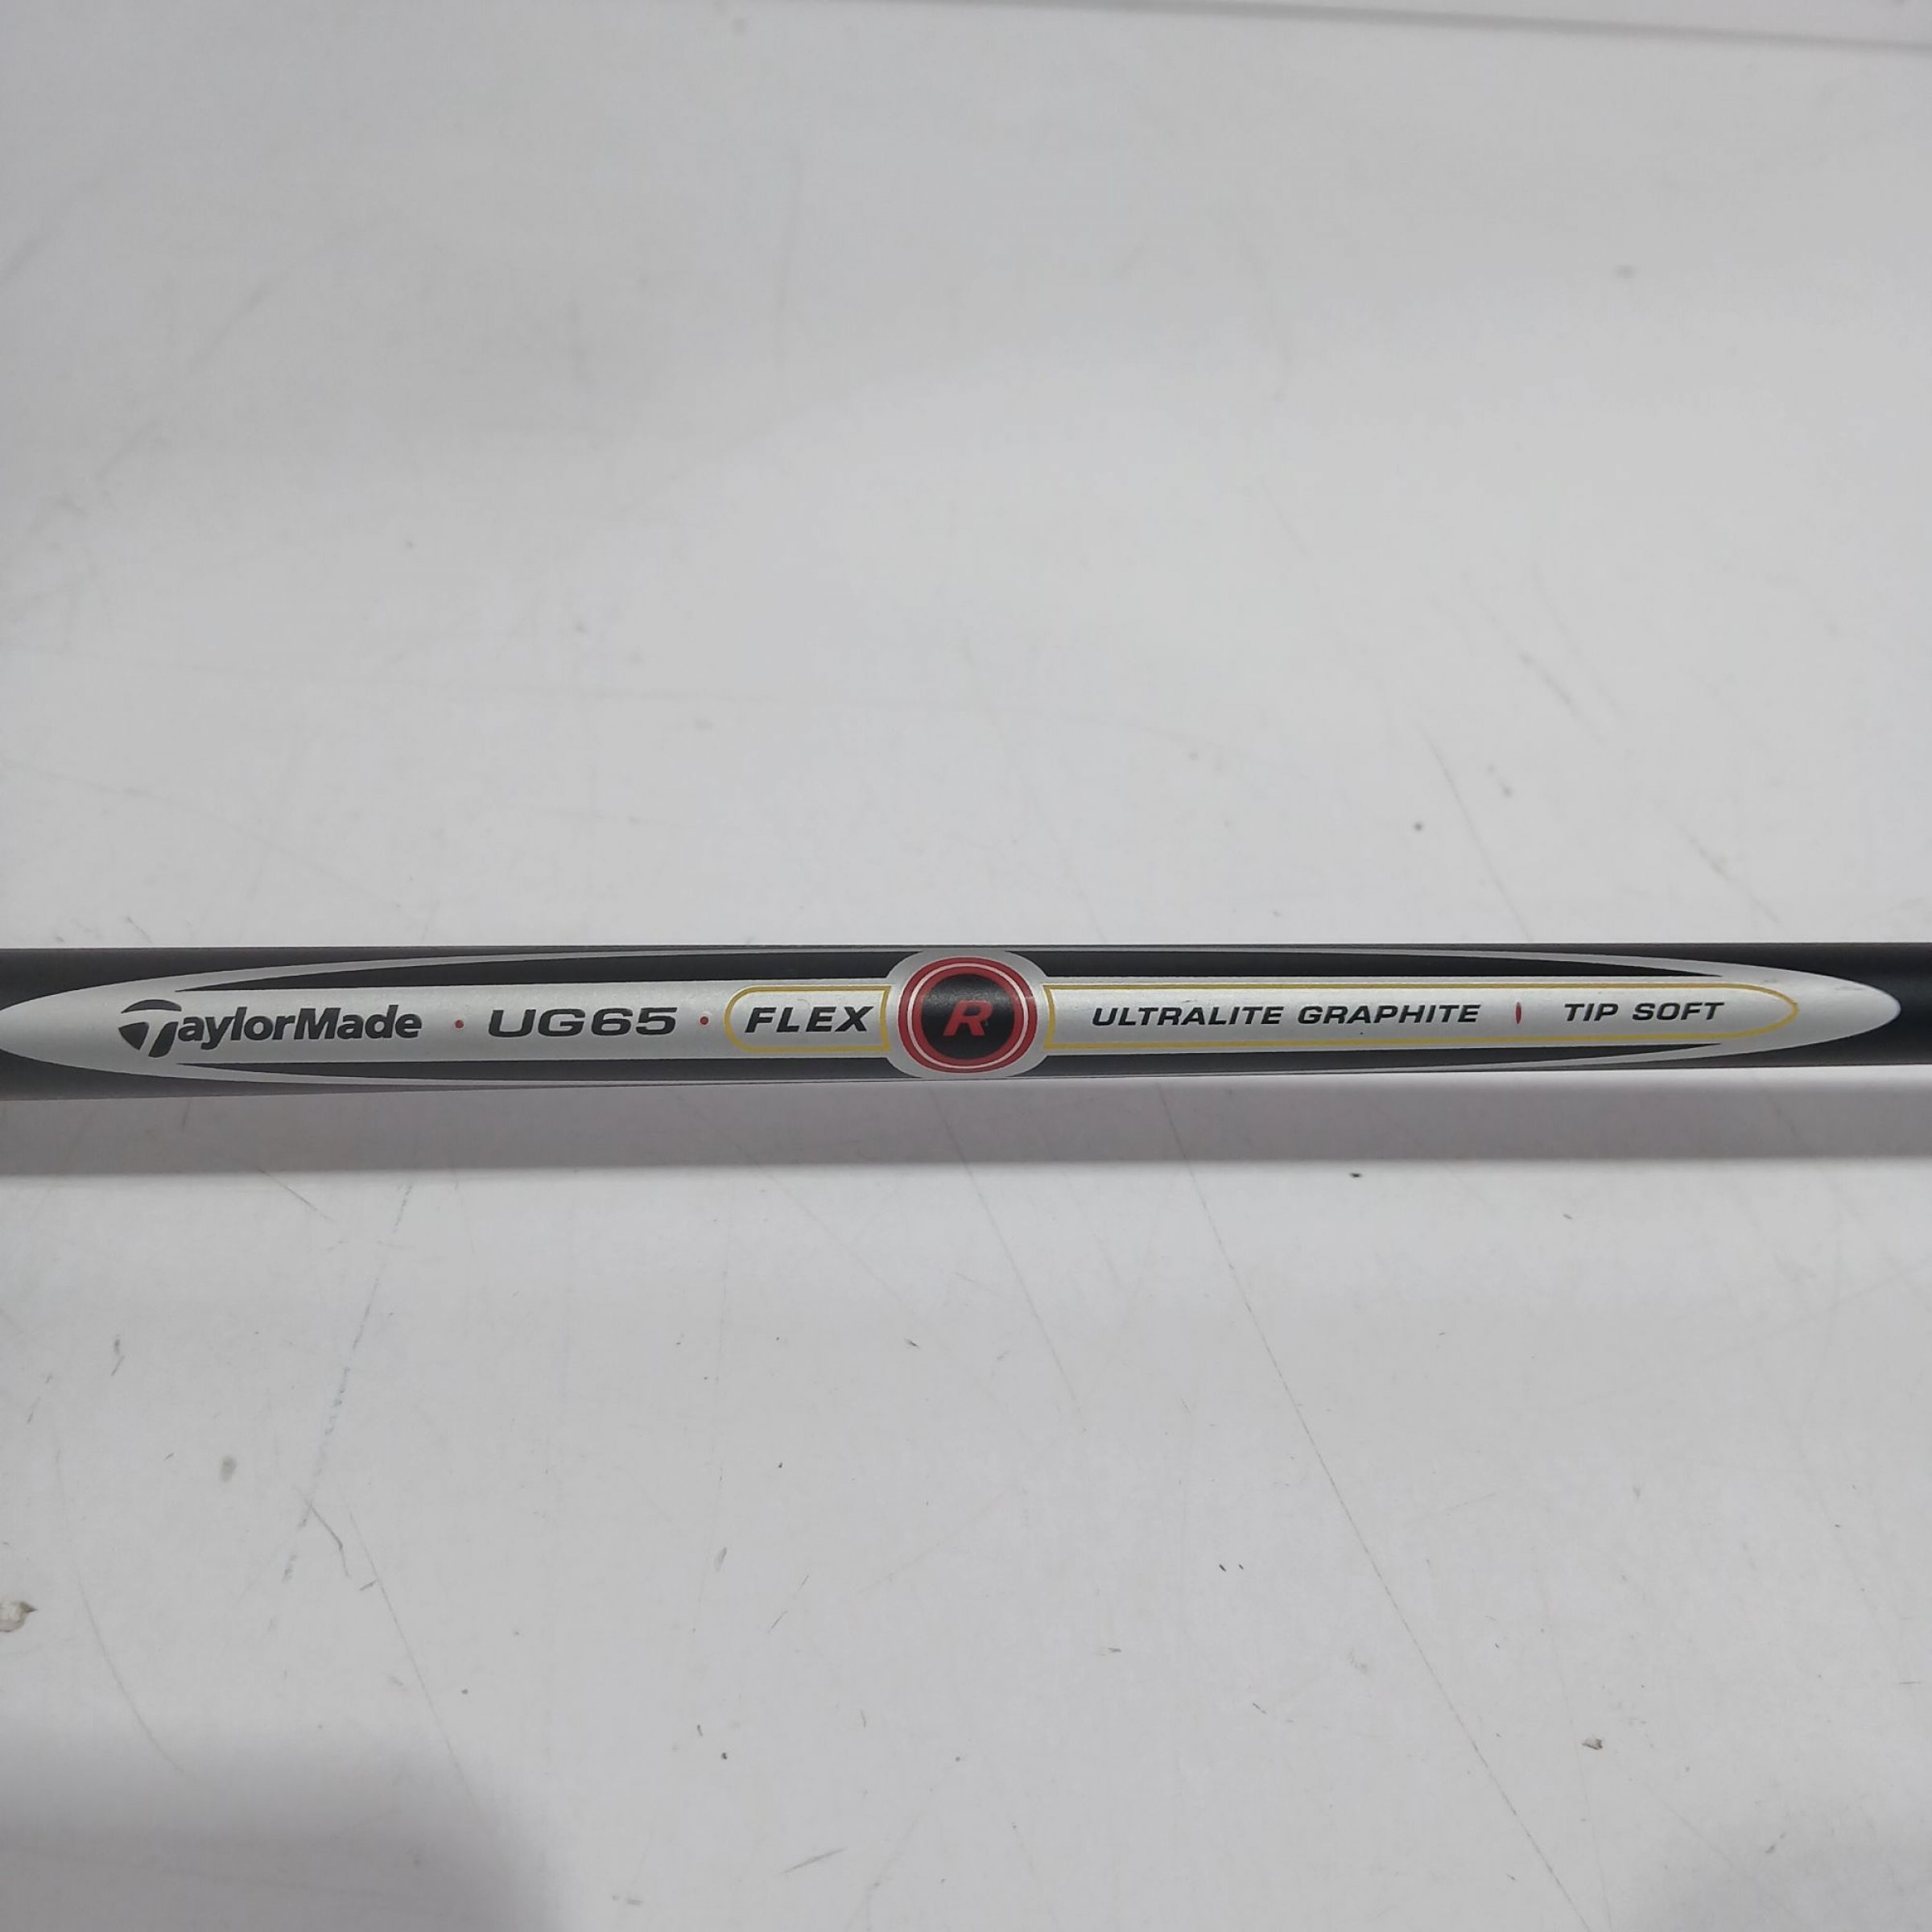 TaylorMade • UG65 • FLEX R ULTRALITE GRAPHITE | TIP SOFT